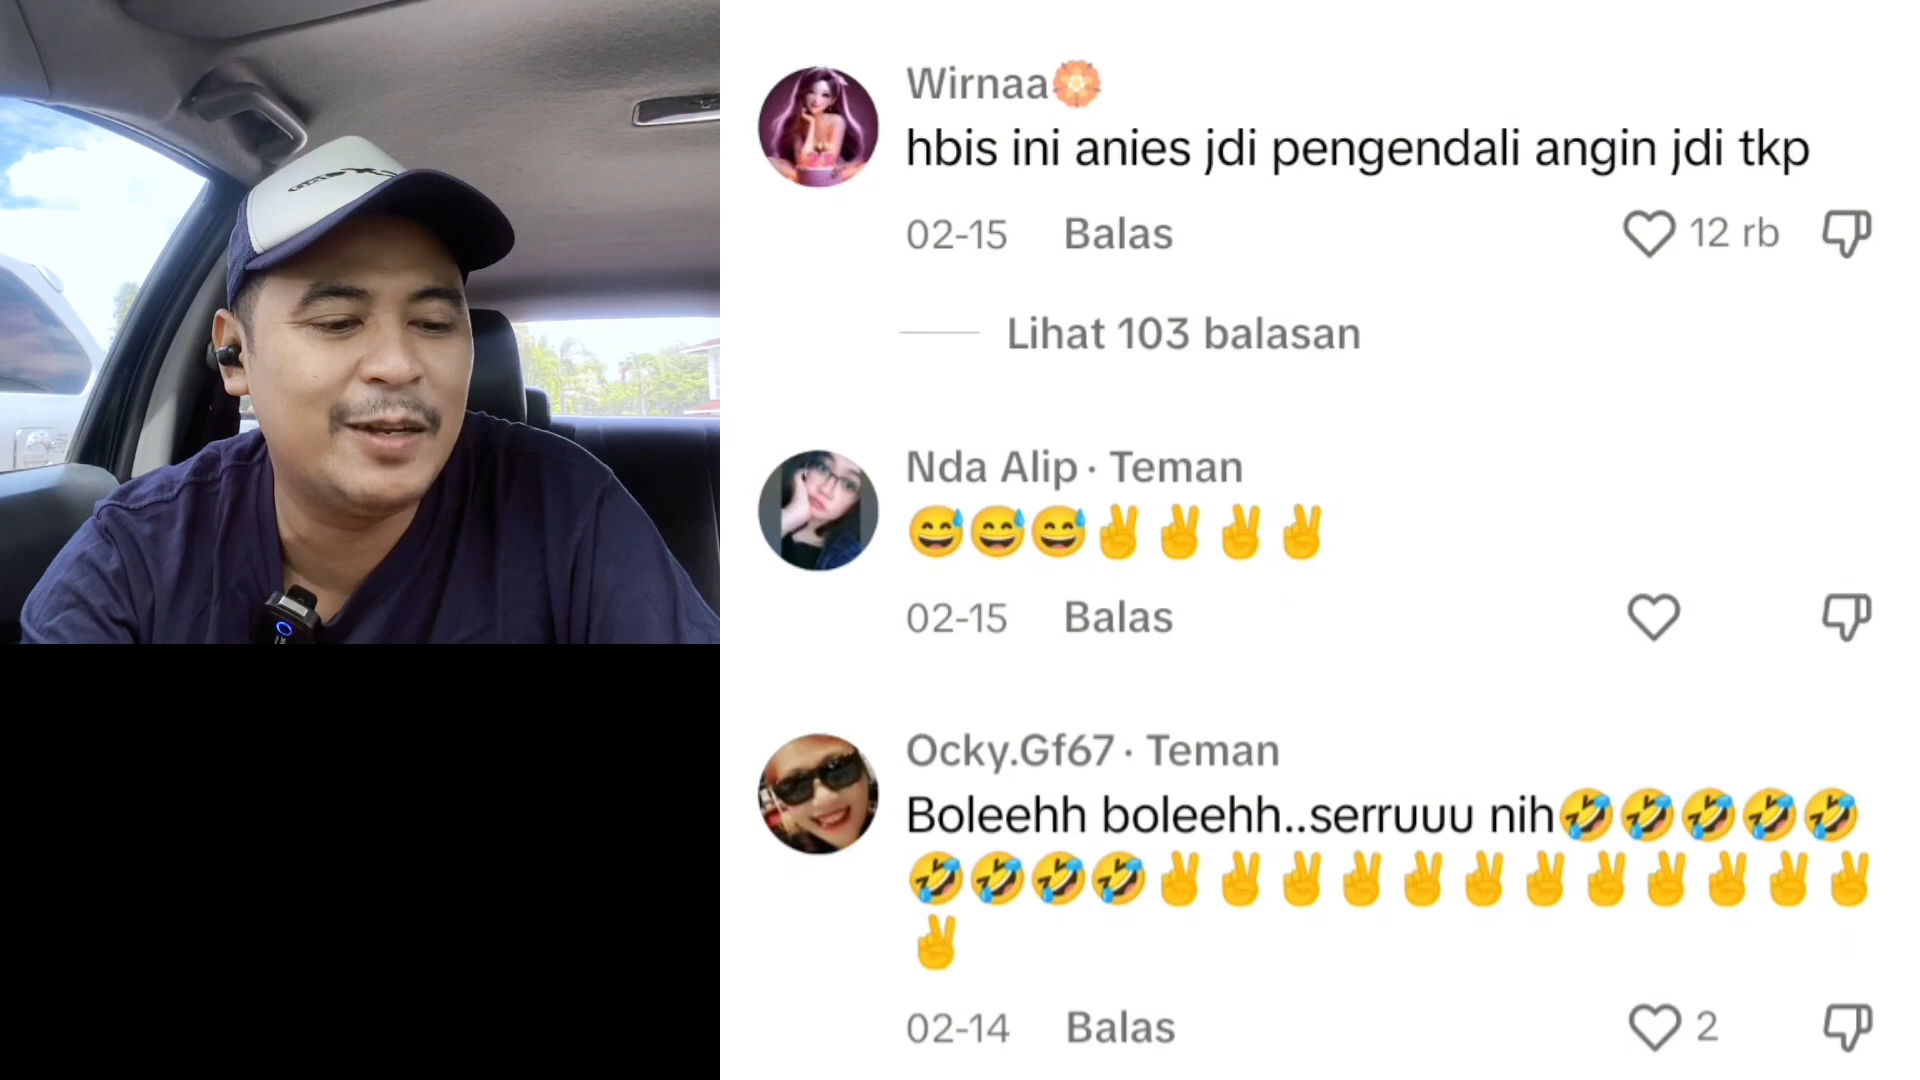 Wirnaa🏵️
hbis ini anies jdi pengendali angin jdi tkp
02-15 Balas 12 rb
Lihat 103 balasan
Nda Alip · Teman
😅😅😅✌️✌️✌️✌️
02-15 Balas
Ocky.Gf67 · Teman
Boleehh boleehh..serruuu nih🤣🤣🤣🤣🤣
🤣🤣🤣🤣✌️✌️✌️✌️✌️✌️✌️✌️✌️✌️✌️✌️
✌️
02-14 Balas 2